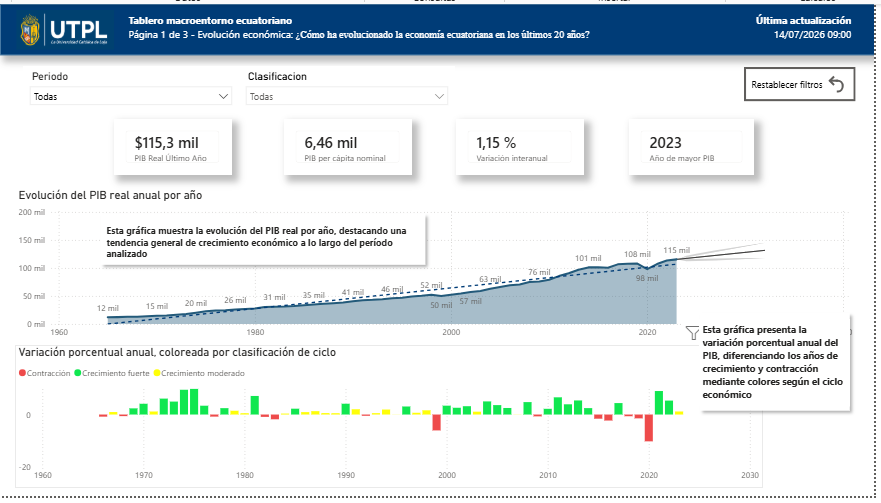 UTPL
La Universidad Católica de Loja
Tablero macroentorno ecuatoriano
Página 1 de 3 - Evolución económica: ¿Cómo ha evolucionado la economía ecuatoriana en los últimos 20 años?
Última actualización
14/07/2026 09:00
Periodo
Todas
Clasificacion
Todas
Restablecer filtros
$115,3 mil
PIB Real Último Año
6,46 mil
PIB per cápita nominal
1,15 %
Variación interanual
2023
Año de mayor PIB
Evolución del PIB real anual por año
200 mil
150 mil
100 mil
50 mil
0 mil
Esta gráfica muestra la evolución del PIB real por año, destacando una
tendencia general de crecimiento económico a lo largo del período
analizado
12 mil
15 mil
20 mil
26 mil
31 mil
35 mil
41 mil
46 mil
52 mil
50 mil
57 mil
63 mil
76 mil
101 mil
108 mil
98 mil
115 mil
1960
1980
2000
2020
Esta gráfica presenta la
variación porcentual anual del
PIB, diferenciando los años de
crecimiento y contracción
mediante colores según el ciclo
económico
Variación porcentual anual, coloreada por clasificación de ciclo
Contracción
Crecimiento fuerte
Crecimiento moderado
0
-20
1960
1970
1980
1990
2000
2010
2020
2030